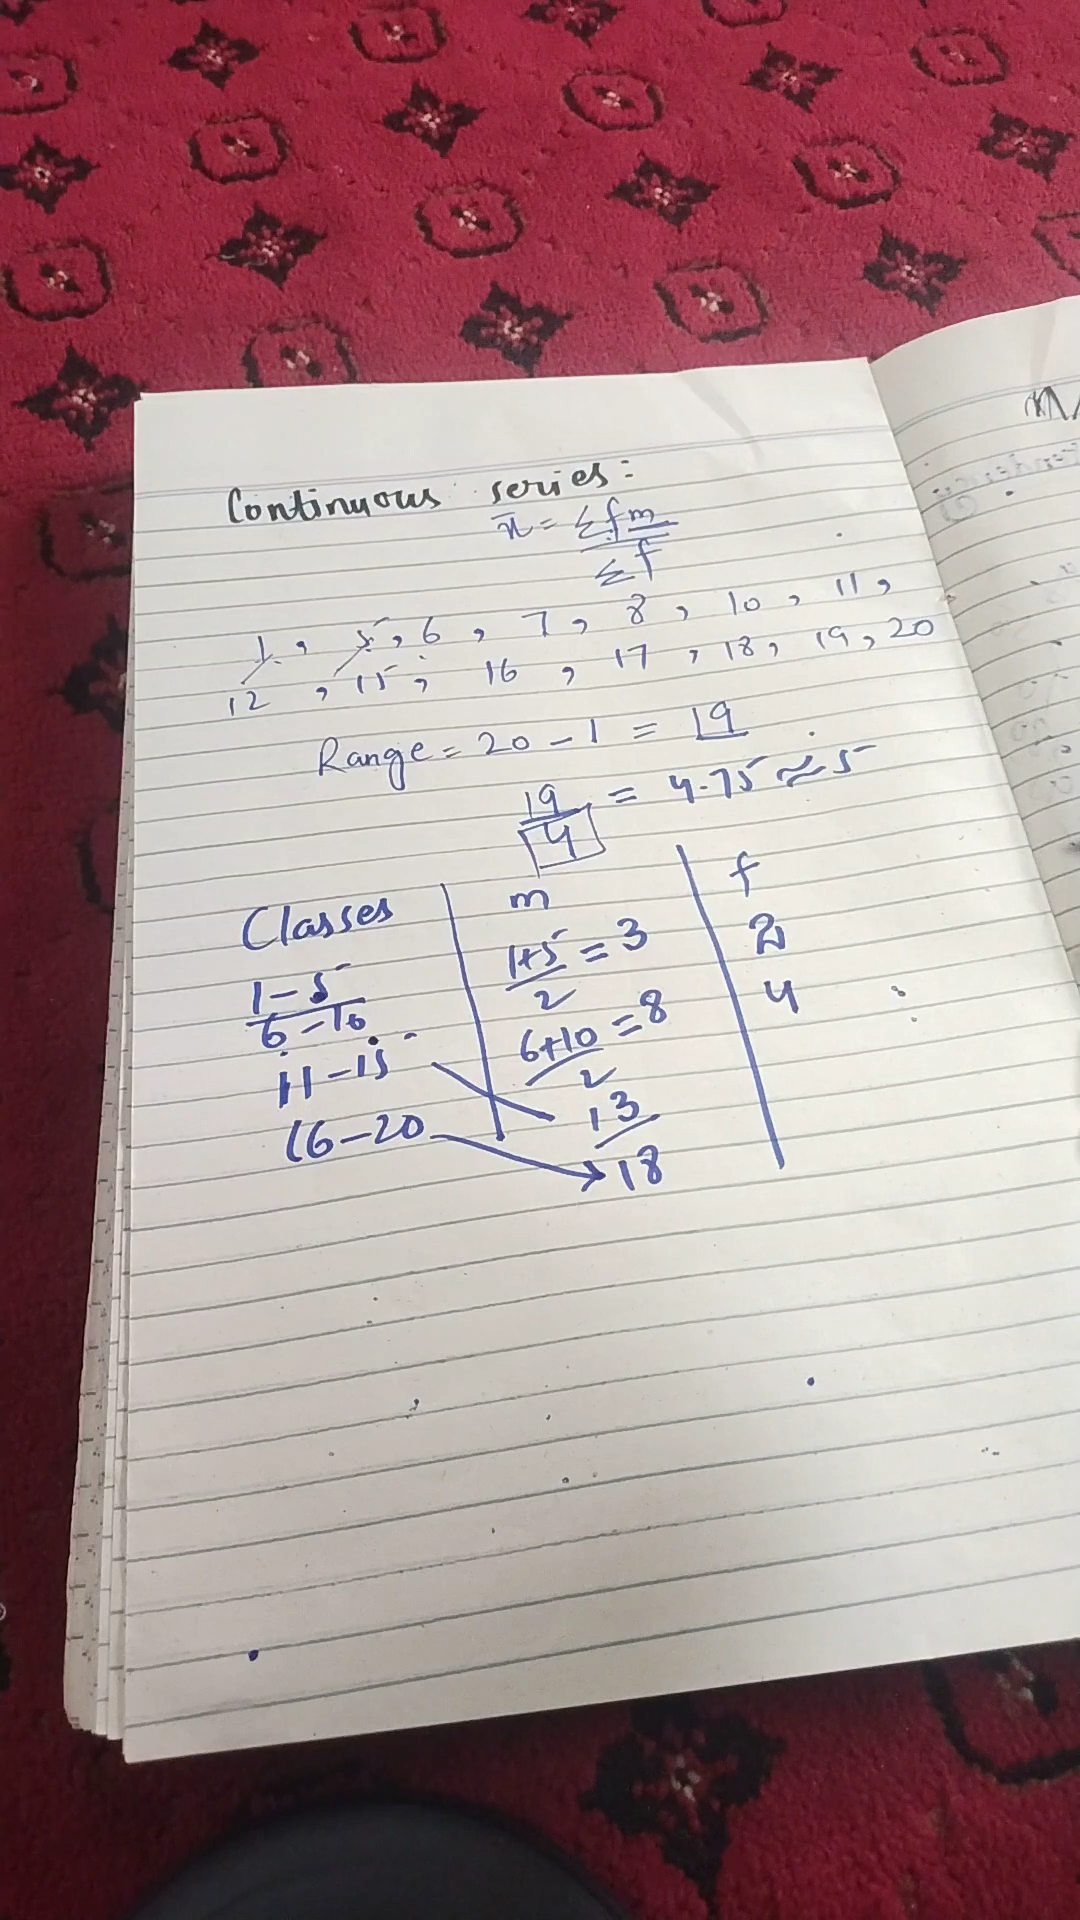 Continuous series:
x̄ = Σfm
Σf
1, 5, 6, 7, 8, 10, 11,
12, 15, 16, 17, 18, 19, 20
Range = 20 - 1 = 19
19/4 = 4.75 ≈ 5
Classes | m | f
1-5 | 1+5/2 = 3 | 2
6-10 | 6+10/2 = 8 | 4
11-15 13
16-20 → 18